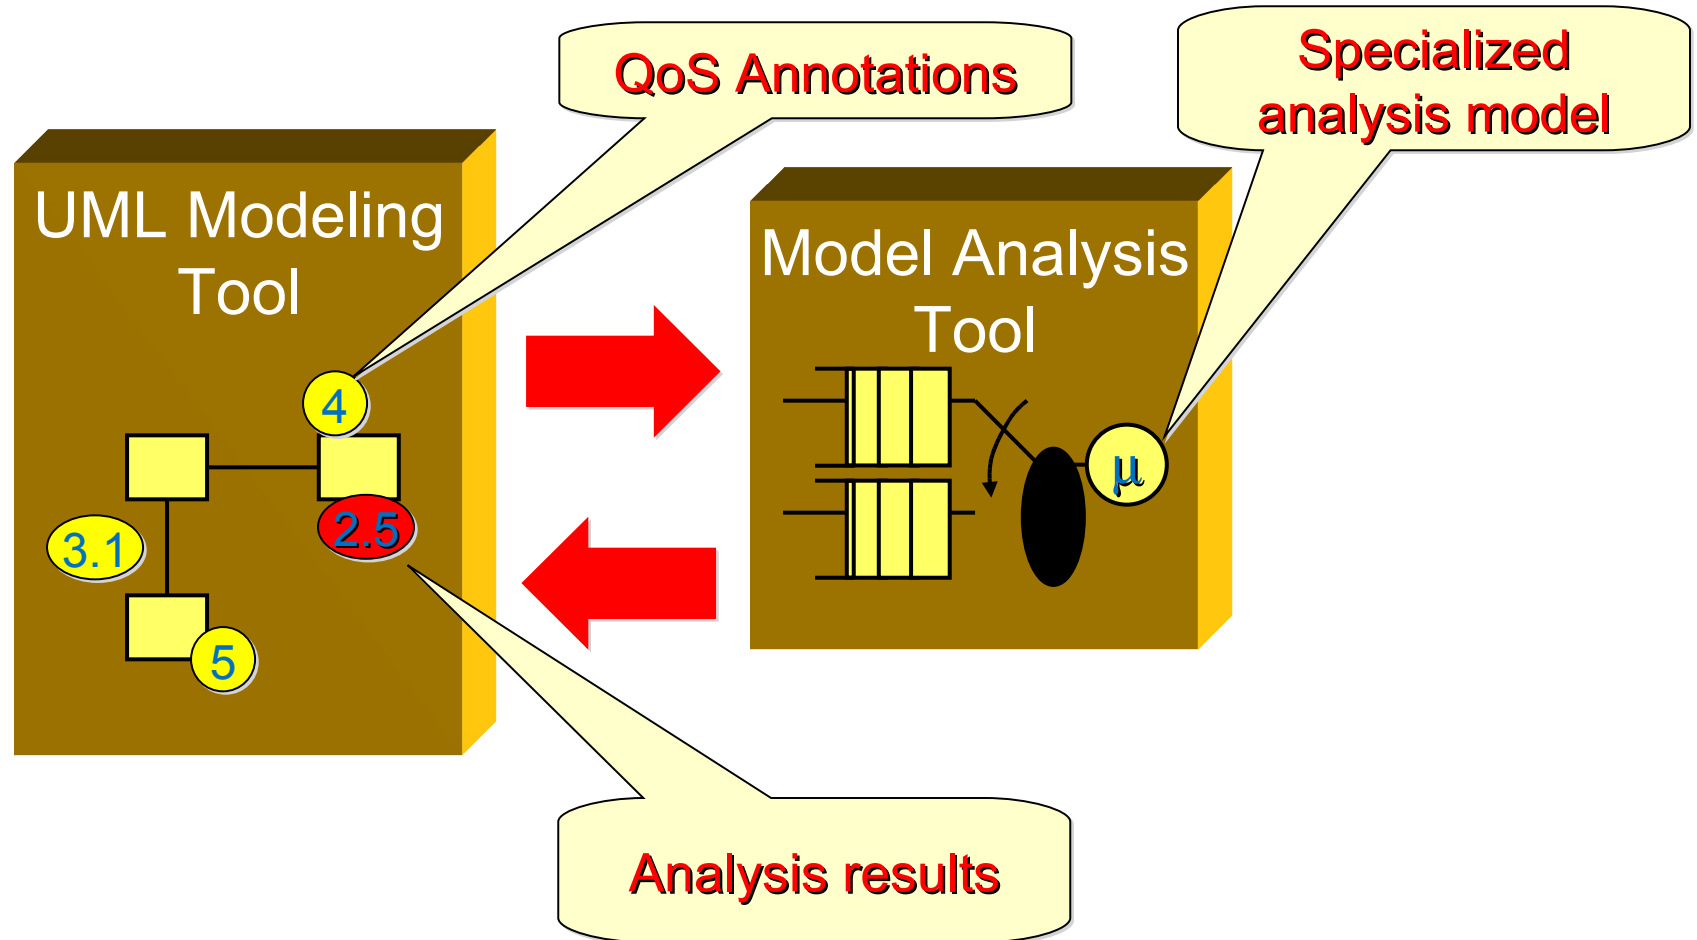 QoS Annotations
Specialized
analysis model
UML Modeling
Tool
Model Analysis
Tool
4
2.5
3.1
5
μ
Analysis results